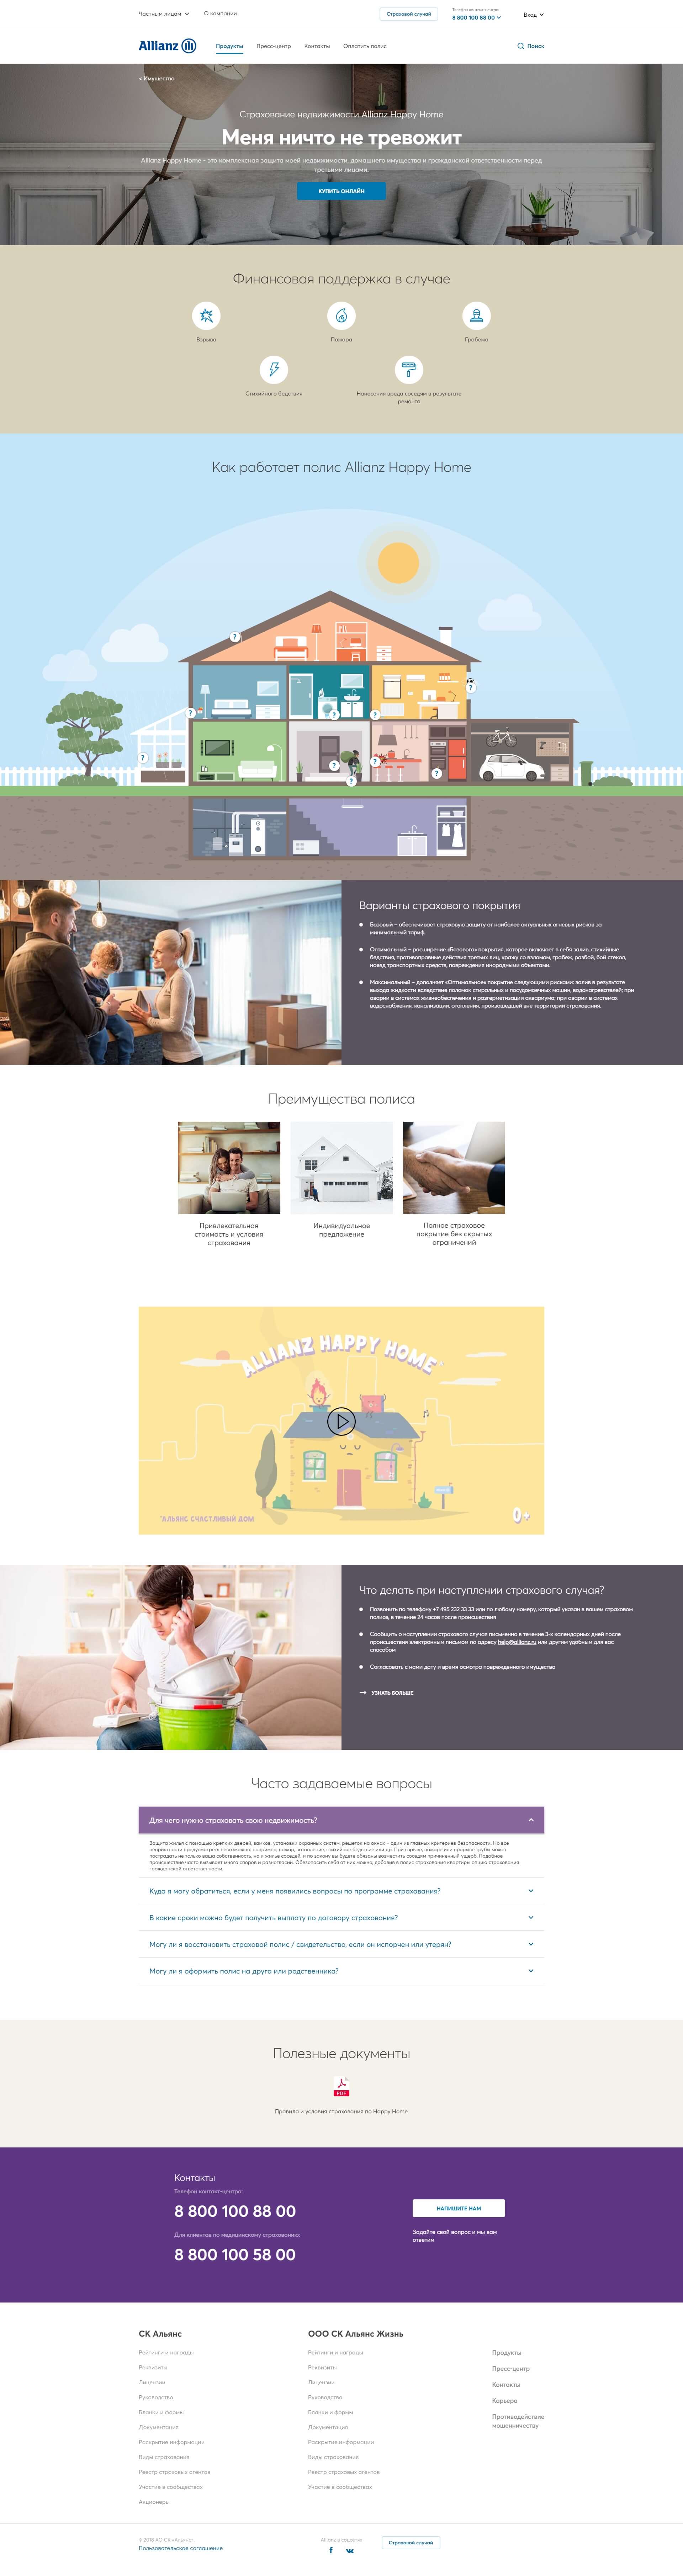 Частным лицам
О компании
Страховой случай
Телефон контакт-центра:
8 800 100 88 00
Вход
Allianz
Продукты
Пресс-центр
Контакты
Оплатить полис
Поиск
« Имущество
Страхование недвижимости Allianz Happy Home
Меня ничто не тревожит
Allianz Happy Home - это комплексная защита моей недвижимости, домашнего имущества и гражданской ответственности перед
третьими лицами.
КУПИТЬ ОНЛАЙН
Финансовая поддержка в случае
Взрыва
Пожара
Грабежа
Стихийного бедствия
Нанесения вреда соседям в результате
ремонта
Как работает полис Allianz Happy Home
?
?
?
?
?
?
?
?
?
?
Варианты страхового покрытия
Базовый – обеспечивает страховую защиту от наиболее актуальных огневых рисков за
минимальный тариф.
Оптимальный – расширение «Базового» покрытия, которое включает в себя залив, стихийные
бедствия, противоправные действия третьих лиц, кражу со взломом, грабеж, разбой, бой стекол,
наезд транспортных средств, повреждения инородными объектами.
Максимальный – дополняет «Оптимальное» покрытие следующими рисками: залив в результате
выхода жидкости вследствие поломок стиральных и посудомоечных машин, водонагревателей; при
аварии в системах жизнеобеспечения и разгерметизации аквариума; при аварии в системах
водоснабжения, канализации, отопления, произошедшей вне территории страхования.
Преимущества полиса
Привлекательная
стоимость и условия
страхования
Индивидуальное
предложение
Полное страховое
покрытие без скрытых
ограничений
ALLIANZ HAPPY HOME*
*АЛЬЯНС СЧАСТЛИВЫЙ ДОМ
0+
Что делать при наступлении страхового случая?
Позвонить по телефону +7 495 232 33 33 или по любому номеру, который указан в вашем страховом
полисе, в течение 24 часов после происшествия
Сообщить о наступлении страхового случая письменно в течение 3-х календарных дней после
происшествия электронным письмом по адресу help@allianz.ru или другим удобным для вас
способом
Согласовать с нами дату и время осмотра поврежденного имущества
УЗНАТЬ БОЛЬШЕ
Часто задаваемые вопросы
Для чего нужно страховать свою недвижимость?
Защита жилья с помощью крепких дверей, замков, установки охранных систем, решеток на окнах – один из главных критериев безопасности. Но все
неприятности предусмотреть невозможно: например, пожар, затопление, стихийное бедствие или др. При взрыве, пожаре или прорыве трубы может
пострадать не только ваша собственность, но и жилье соседей, и по закону вы будете обязаны возместить соседям причиненный ущерб. Подобное
происшествие часто вызывает много споров и разногласий. Обезопасить себя от них можно, добавив в полис страхования квартиры опцию страхования
гражданской ответственности.
Куда я могу обратиться, если у меня появились вопросы по программе страхования?
В какие сроки можно будет получить выплату по договору страхования?
Могу ли я восстановить страховой полис / свидетельство, если он испорчен или утерян?
Могу ли я оформить полис на друга или родственника?
Полезные документы
PDF
Правила и условия страхования по Happy Home
Контакты
Телефон контакт-центра:
8 800 100 88 00
Для клиентов по медицинскому страхованию:
8 800 100 58 00
НАПИШИТЕ НАМ
Задайте свой вопрос и мы вам
ответим
СК Альянс
Рейтинги и награды
Реквизиты
Лицензии
Руководство
Бланки и формы
Документация
Раскрытие информации
Виды страхования
Реестр страховых агентов
Участие в сообществах
Акционеры
ООО СК Альянс Жизнь
Рейтинги и награды
Реквизиты
Лицензии
Руководство
Бланки и формы
Документация
Раскрытие информации
Виды страхования
Реестр страховых агентов
Участие в сообществах
Продукты
Пресс-центр
Контакты
Карьера
Противодействие
мошенничеству
© 2018 АО СК «Альянс»
Пользовательское соглашение
Allianz в соцсетях
Страховой случай